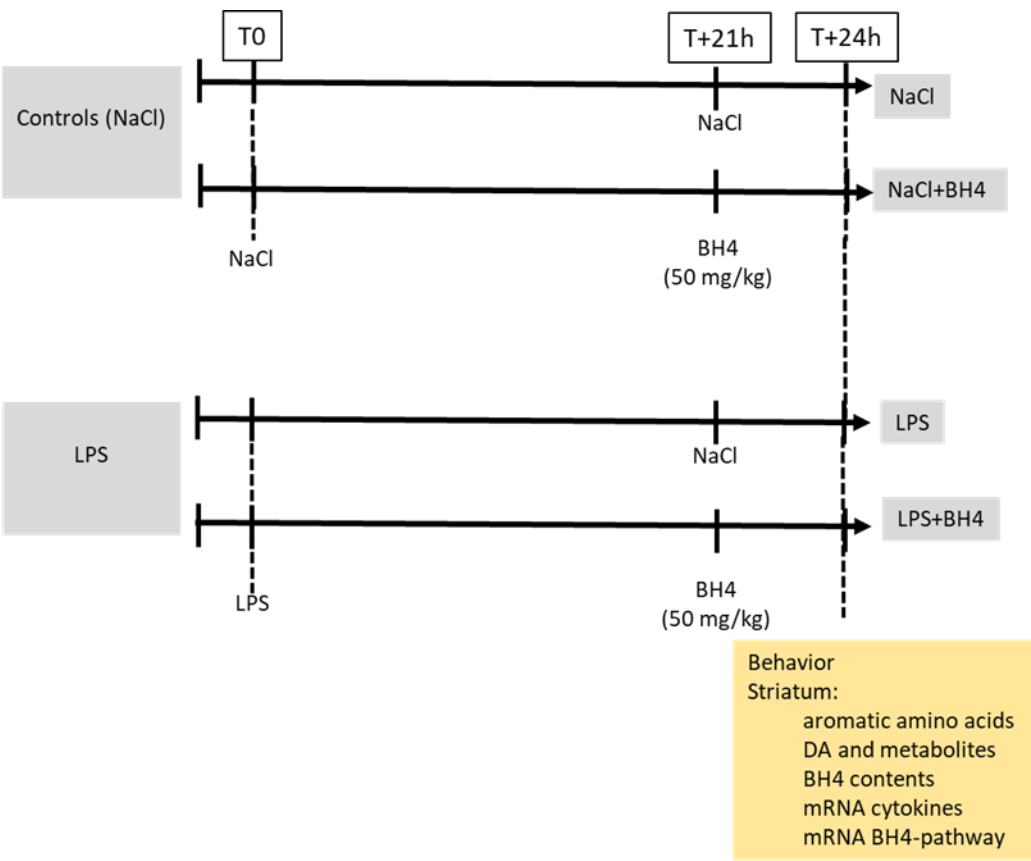 T0
T+21h
T+24h
Controls (NaCl)
NaCl
NaCl
NaCl+BH4
NaCl
BH4
(50 mg/kg)
LPS
LPS
NaCl
LPS+BH4
LPS
BH4
(50 mg/kg)
Behavior
Striatum:
aromatic amino acids
DA and metabolites
BH4 contents
mRNA cytokines
mRNA BH4-pathway